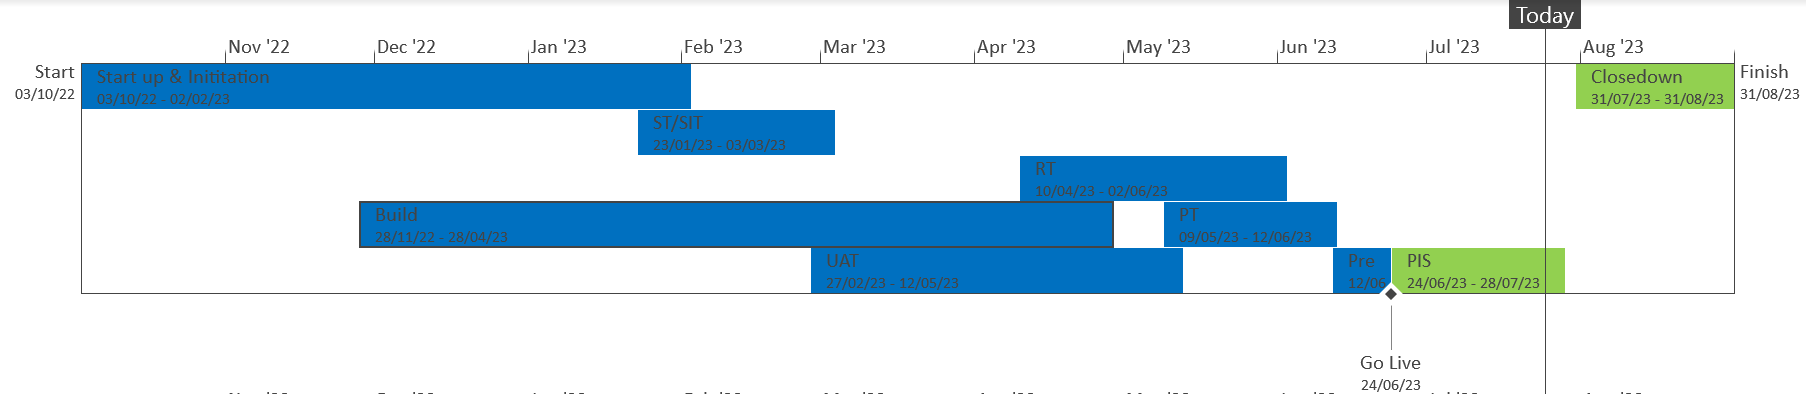 Today
Nov '22
Dec '22
Jan '23
Feb '23
Mar '23
Apr '23
May '23
Jun '23
Jul '23
Aug '23
Start
03/10/22
Start up & Inititation
03/10/22 - 02/02/23
Closedown
31/07/23 - 31/08/23
Finish
31/08/23
ST/SIT
23/01/23 - 03/03/23
RT
10/04/23 - 02/06/23
Build
28/11/22 - 28/04/23
PT
09/05/23 - 12/06/23
UAT
27/02/23 - 12/05/23
Pre
12/06
PIS
24/06/23 - 28/07/23
Go Live
24/06/23